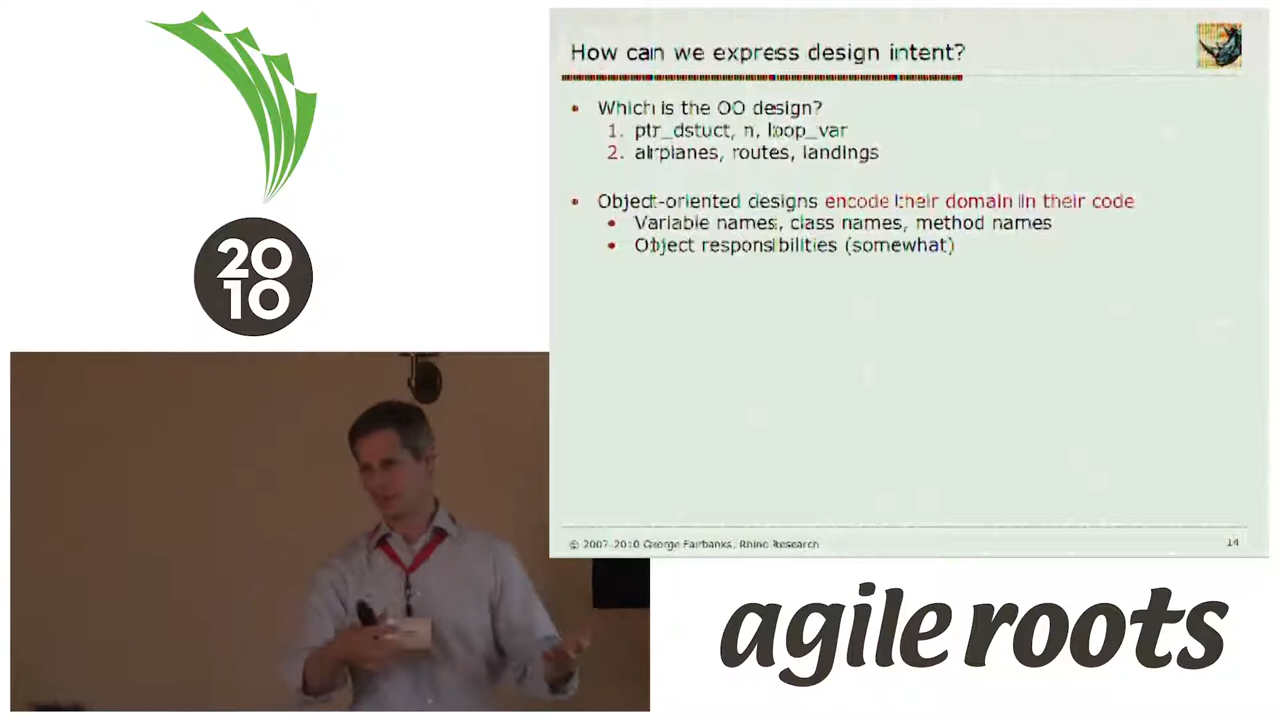 20
10
How can we express design intent?
• Which is the OO design?
1. ptr_dstuct, n, loop_var
2. airplanes, routes, landings
• Object-oriented designs encode their domain in their code
• Variable names, class names, method names
• Object responsibilities (somewhat)
© 2007-2010 George Fairbanks, Rhino Research
14
agile roots